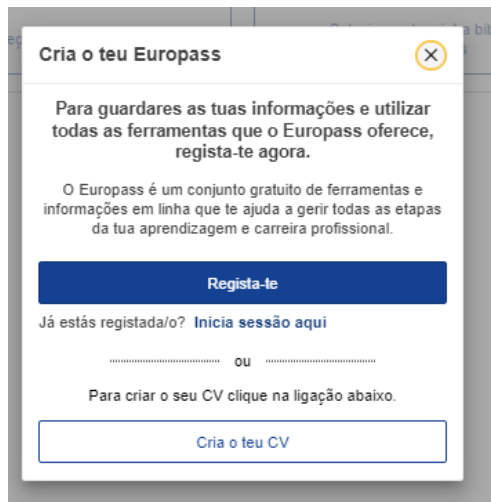 Cria o teu Europass
Para guardares as tuas informações e utilizar
todas as ferramentas que o Europass oferece,
regista-te agora.
O Europass é um conjunto gratuito de ferramentas e
informações em linha que te ajuda a gerir todas as etapas
da tua aprendizagem e carreira profissional.
Regista-te
Já estás registada/o? Inicia sessão aqui
ou
Para criar o seu CV clique na ligação abaixo.
Cria o teu CV